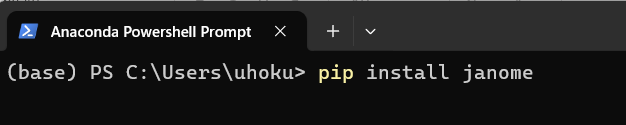 Anaconda Powershell Prompt
(base) PS C:\Users\uhoku> pip install janome